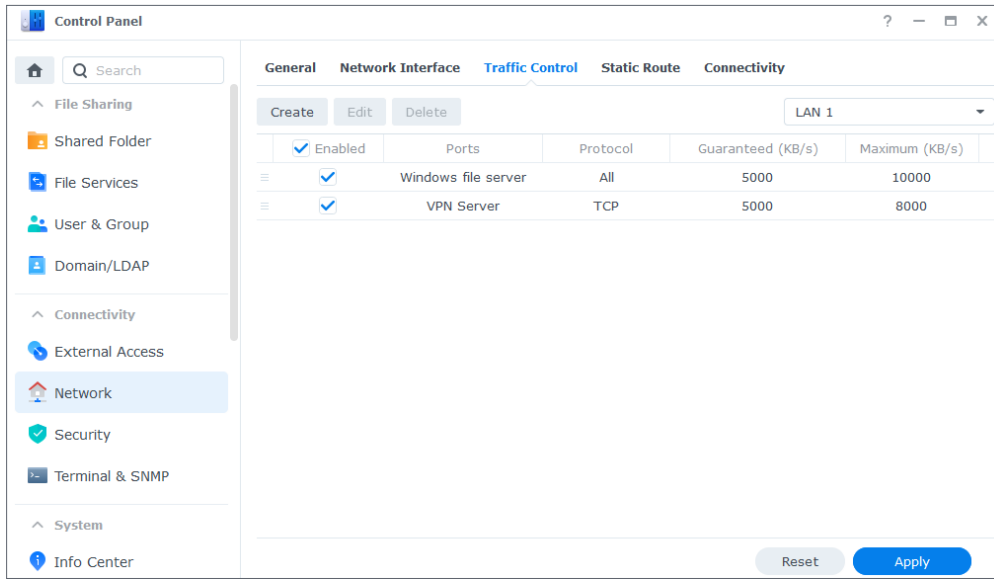 Control Panel
?
Search
General Network Interface Traffic Control Static Route Connectivity
File Sharing
Create Edit Delete LAN 1
Shared Folder
Enabled Ports Protocol Guaranteed (KB/s) Maximum (KB/s)
Windows file server All 5000 10000
File Services
VPN Server TCP 5000 8000
User & Group
Domain/LDAP
Connectivity
External Access
Network
Security
Terminal & SNMP
System
Info Center
Reset Apply